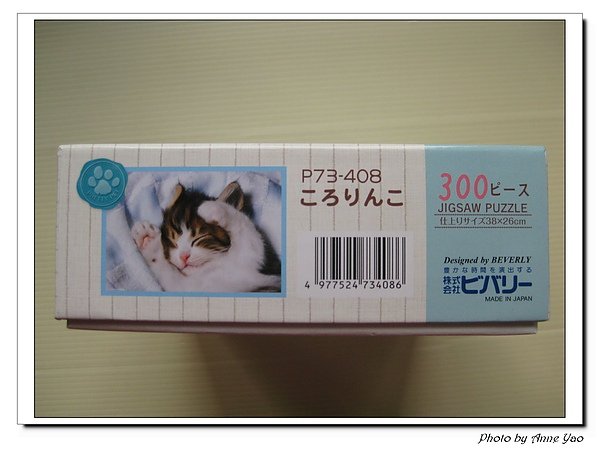 P73-408
ころりんこ
4 977524 734086
300ピース
JIGSAW PUZZLE
仕上りサイズ38×26cm
Designed by BEVERLY
豊かな時間を演出する
株式会社ビバリー
MADE IN JAPAN
Photo by Anne Yao